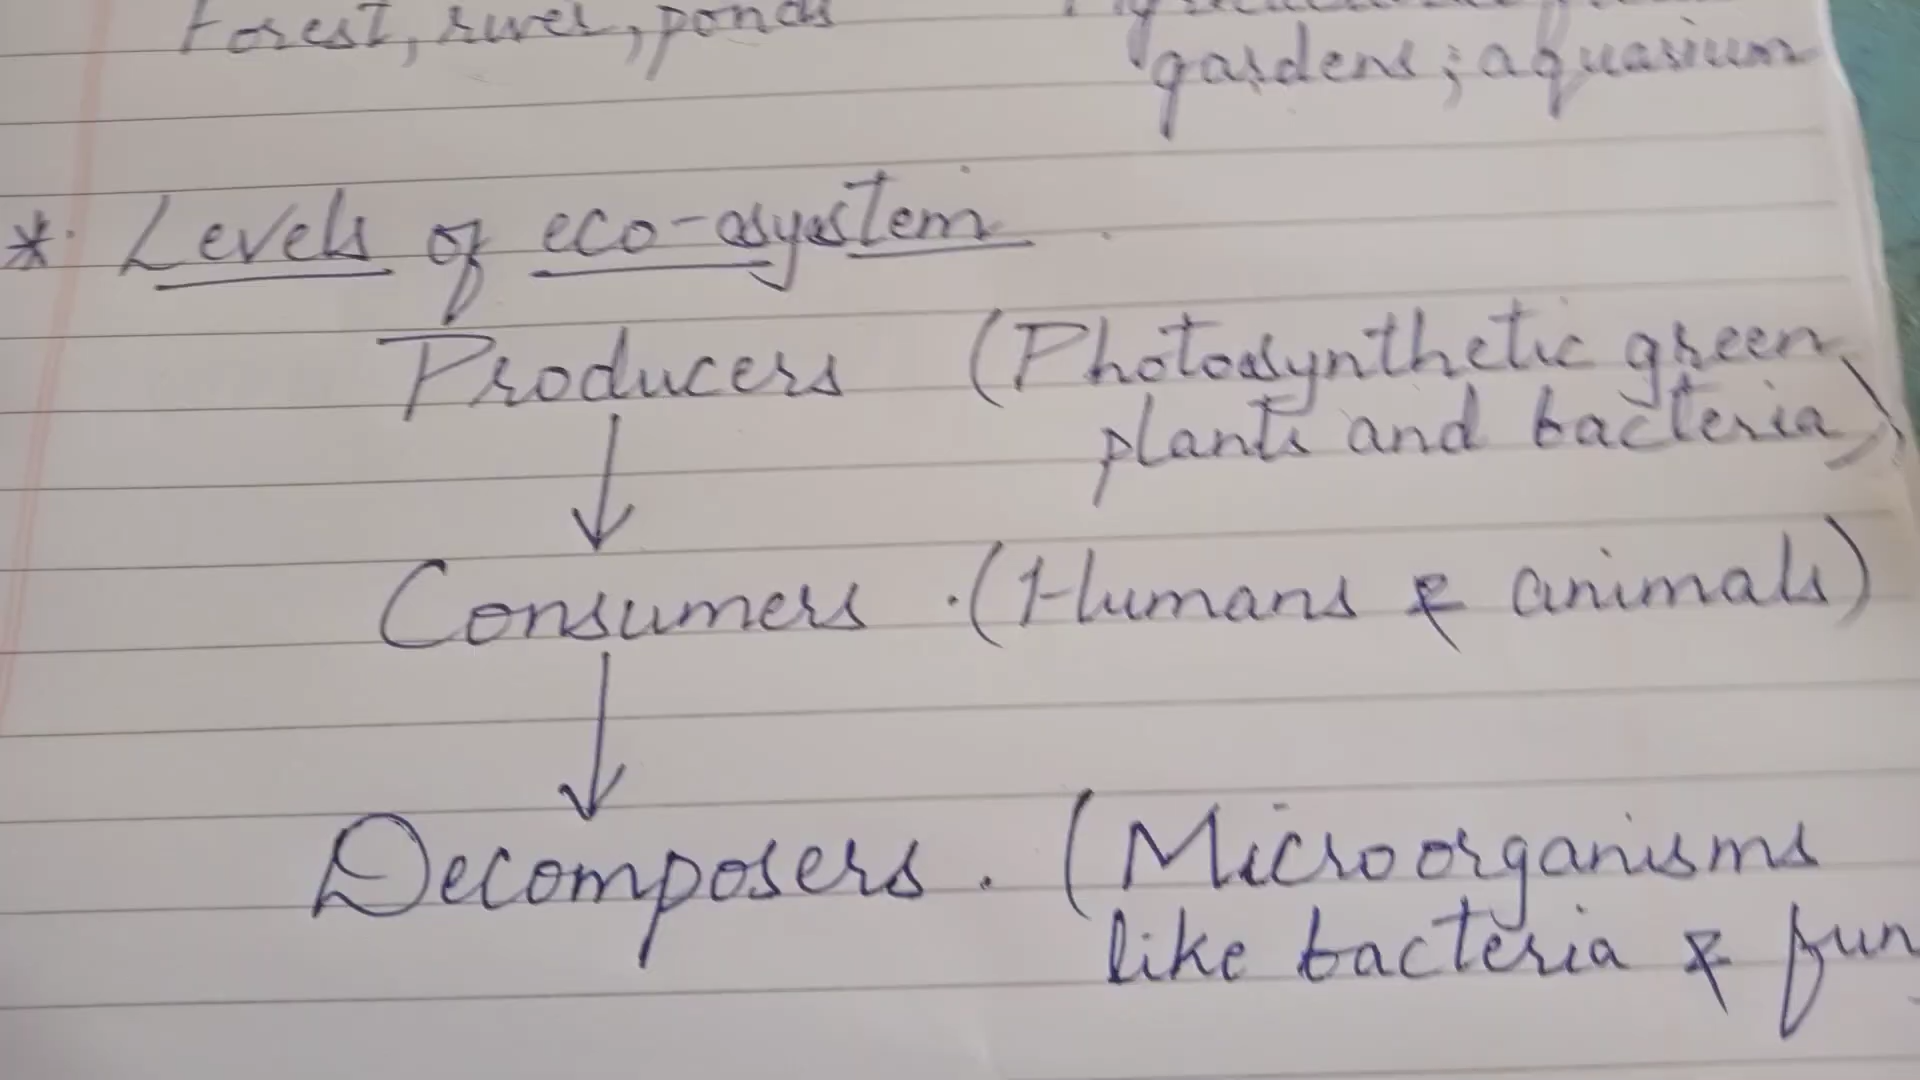 Forest, river, ponds
gardens; aquarium
* Levels of eco-system
Producers (Photosynthetic green
plants and bacteria)
Consumers . (Humans & animals)
Decomposers . (Microorganisms
like bacteria & fun